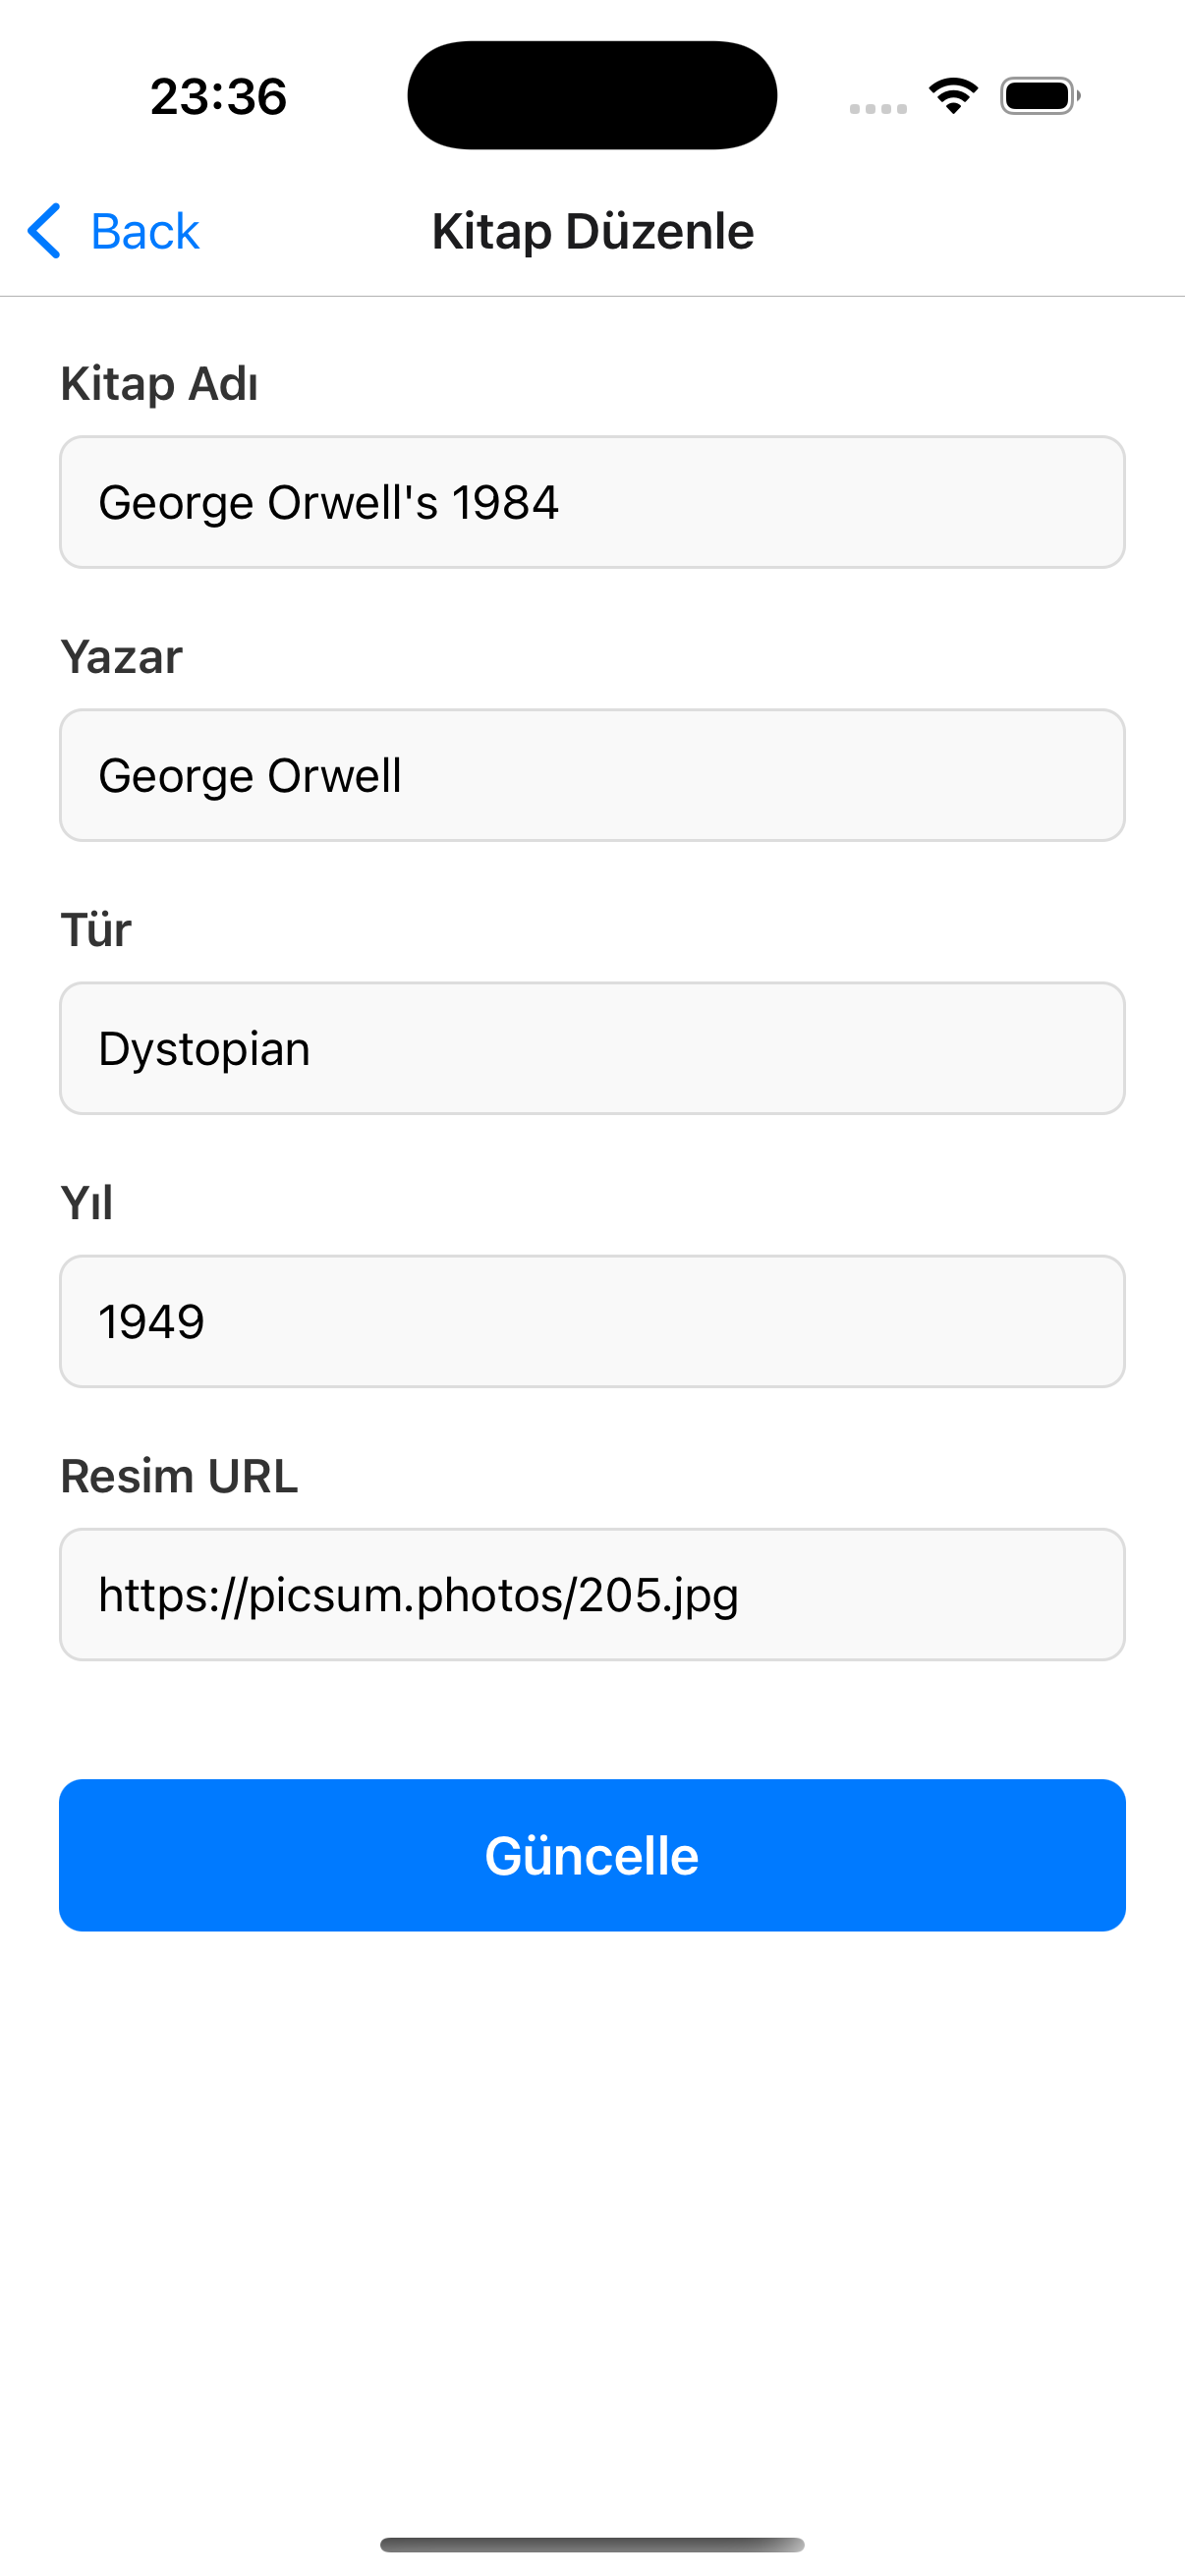 23:36
Back
Kitap Düzenle
Kitap Adı
George Orwell's 1984
Yazar
George Orwell
Tür
Dystopian
Yıl
1949
Resim URL
https://picsum.photos/205.jpg
Güncelle